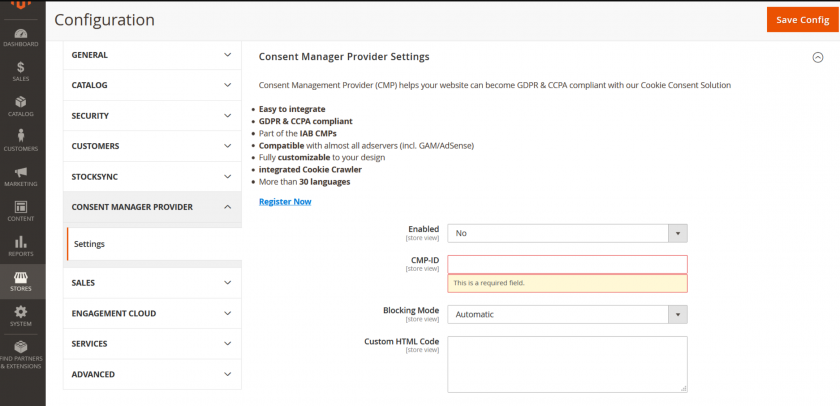 Configuration
Save Config
DASHBOARD
SALES
CATALOG
CUSTOMERS
MARKETING
CONTENT
REPORTS
STORES
SYSTEM
FIND PARTNERS
& EXTENSIONS
GENERAL
CATALOG
SECURITY
CUSTOMERS
STOCKSYNC
CONSENT MANAGER PROVIDER
Settings
SALES
ENGAGEMENT CLOUD
SERVICES
ADVANCED
Consent Manager Provider Settings
Consent Management Provider (CMP) helps your website can become GDPR & CCPA compliant with our Cookie Consent Solution
• Easy to integrate
• GDPR & CCPA compliant
• Part of the IAB CMPs
• Compatible with almost all adservers (incl. GAM/AdSense)
• Fully customizable to your design
• integrated Cookie Crawler
• More than 30 languages
Register Now
Enabled
[store view]
No
CMP-ID
[store view]
This is a required field.
Blocking Mode
[store view]
Automatic
Custom HTML Code
[store view]